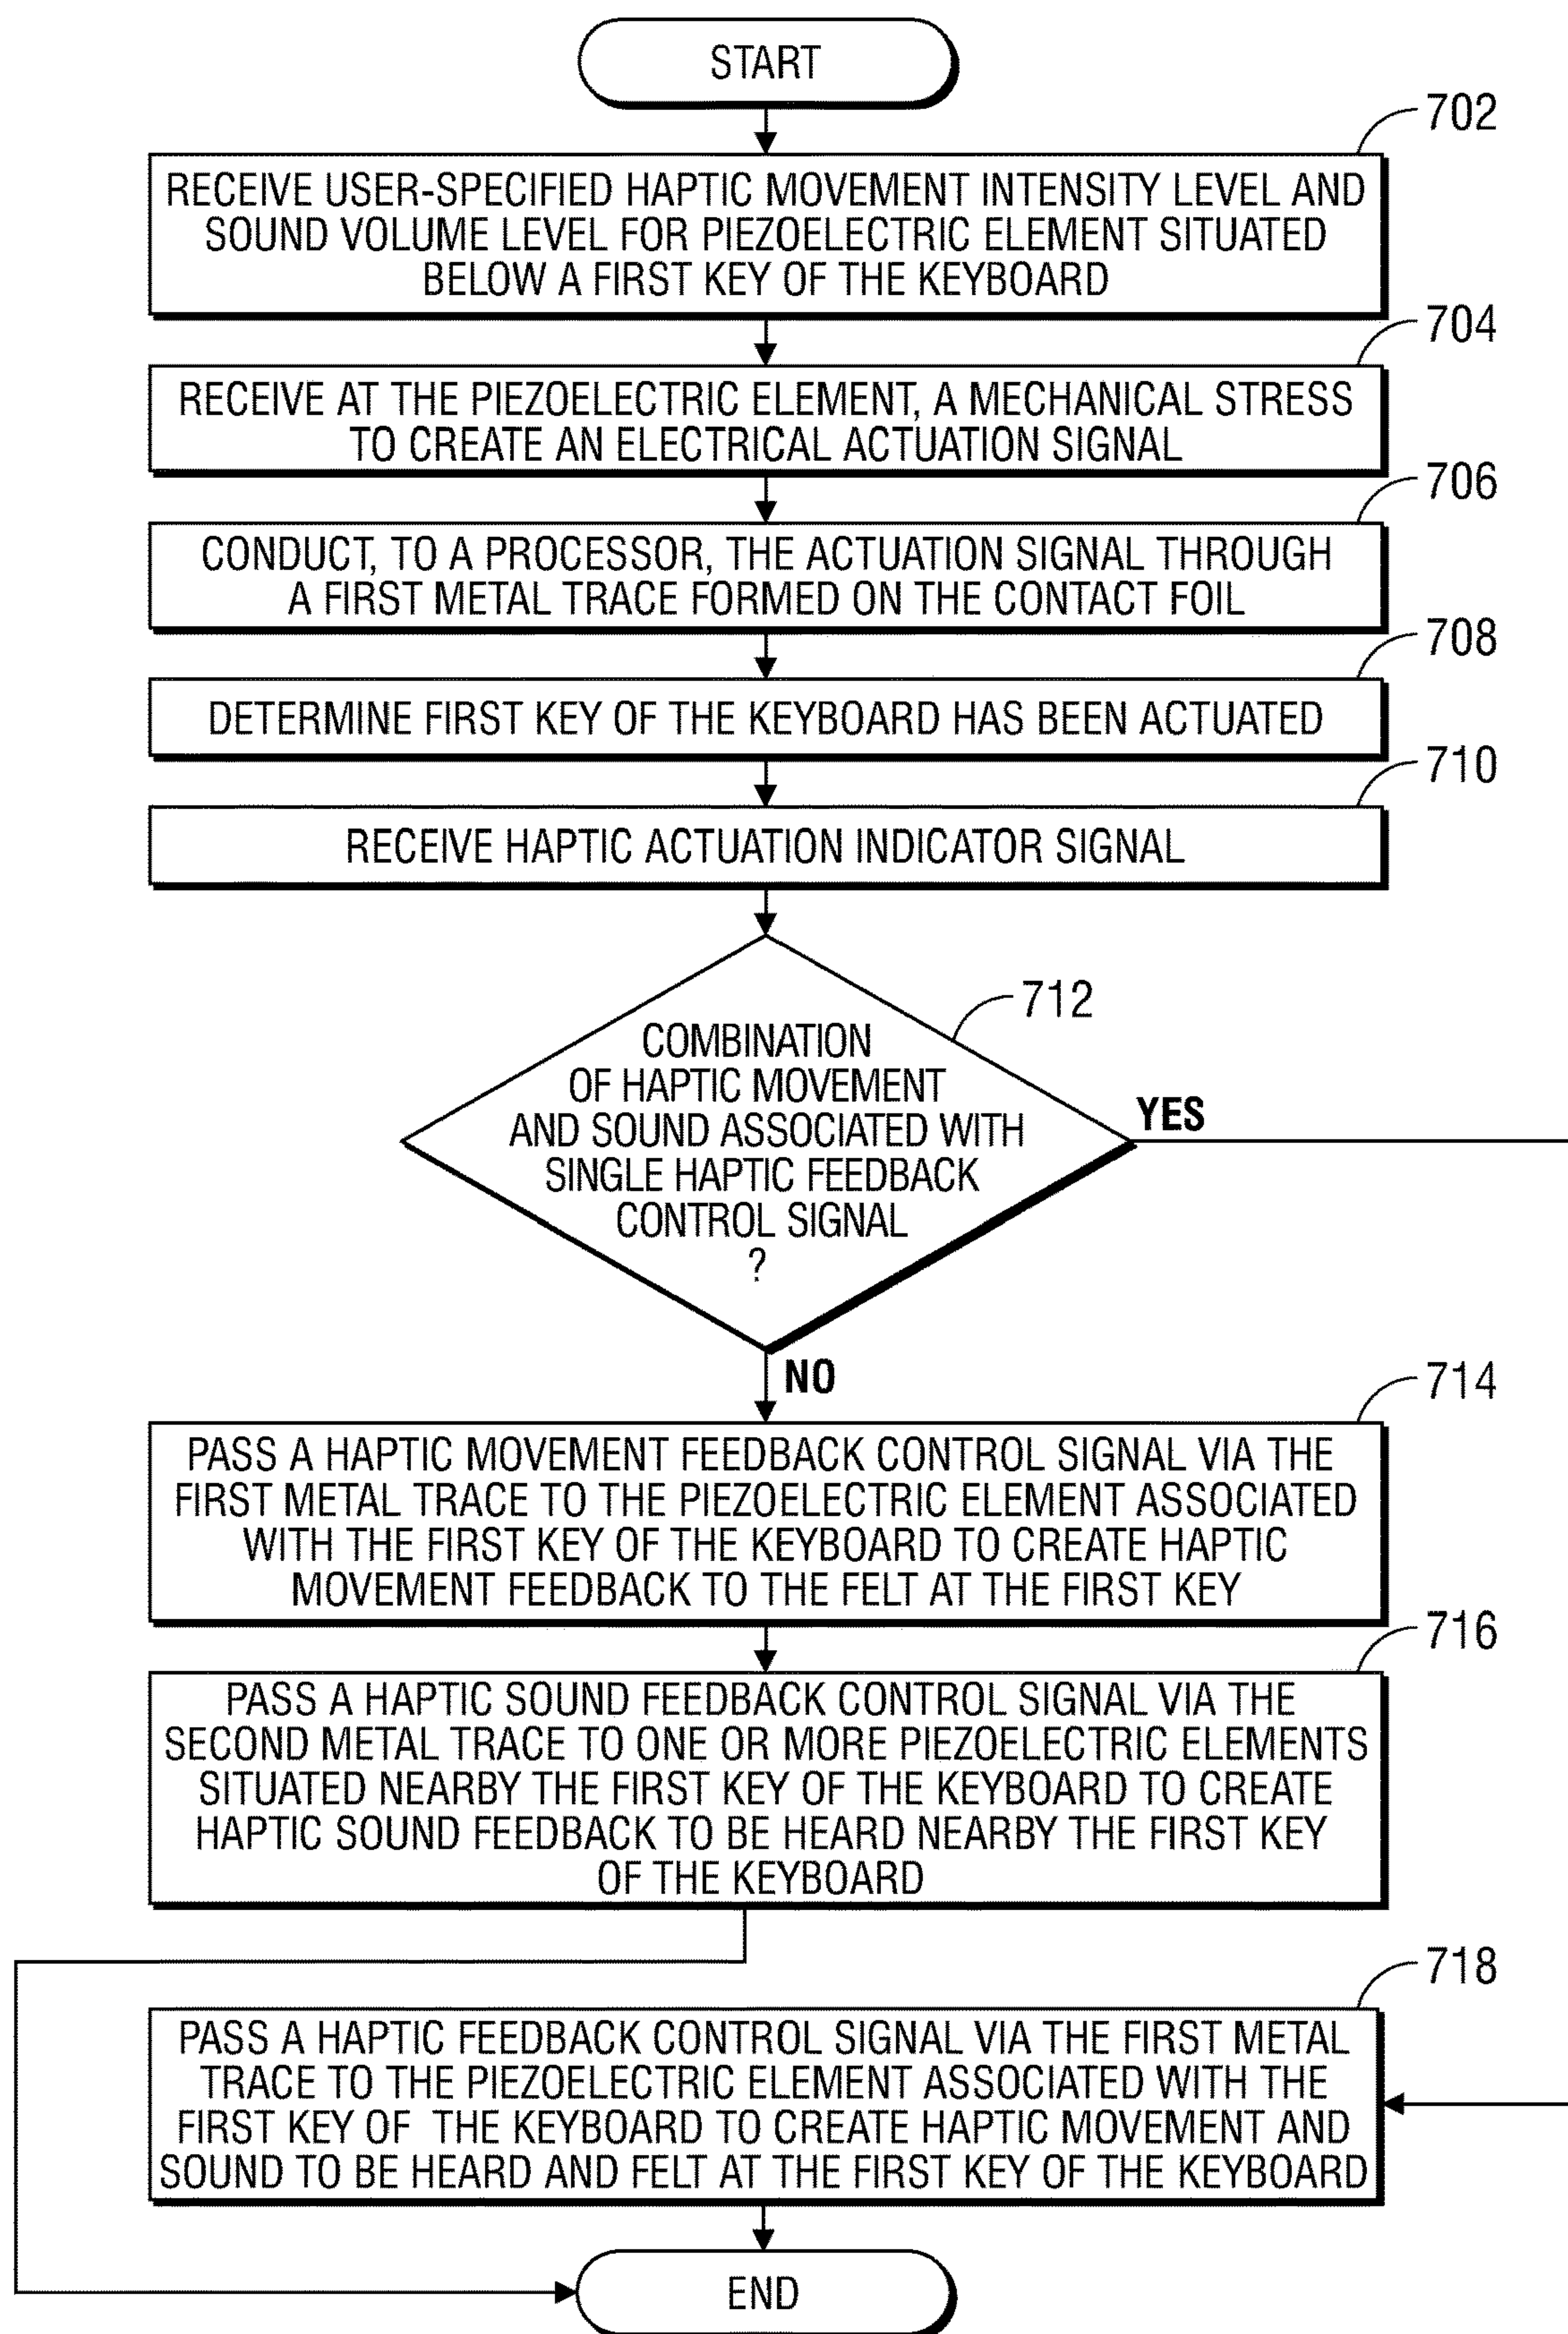 START
702
RECEIVE USER-SPECIFIED HAPTIC MOVEMENT INTENSITY LEVEL AND
SOUND VOLUME LEVEL FOR PIEZOELECTRIC ELEMENT SITUATED
BELOW A FIRST KEY OF THE KEYBOARD
704
RECEIVE AT THE PIEZOELECTRIC ELEMENT, A MECHANICAL STRESS
TO CREATE AN ELECTRICAL ACTUATION SIGNAL
706
CONDUCT, TO A PROCESSOR, THE ACTUATION SIGNAL THROUGH
A FIRST METAL TRACE FORMED ON THE CONTACT FOIL
708
DETERMINE FIRST KEY OF THE KEYBOARD HAS BEEN ACTUATED
710
RECEIVE HAPTIC ACTUATION INDICATOR SIGNAL
712
COMBINATION
OF HAPTIC MOVEMENT
AND SOUND ASSOCIATED WITH
SINGLE HAPTIC FEEDBACK
CONTROL SIGNAL
?
YES
NO
714
PASS A HAPTIC MOVEMENT FEEDBACK CONTROL SIGNAL VIA THE
FIRST METAL TRACE TO THE PIEZOELECTRIC ELEMENT ASSOCIATED
WITH THE FIRST KEY OF THE KEYBOARD TO CREATE HAPTIC
MOVEMENT FEEDBACK TO THE FELT AT THE FIRST KEY
716
PASS A HAPTIC SOUND FEEDBACK CONTROL SIGNAL VIA THE
SECOND METAL TRACE TO ONE OR MORE PIEZOELECTRIC ELEMENTS
SITUATED NEARBY THE FIRST KEY OF THE KEYBOARD TO CREATE
HAPTIC SOUND FEEDBACK TO BE HEARD NEARBY THE FIRST KEY
OF THE KEYBOARD
718
PASS A HAPTIC FEEDBACK CONTROL SIGNAL VIA THE FIRST METAL
TRACE TO THE PIEZOELECTRIC ELEMENT ASSOCIATED WITH THE
FIRST KEY OF THE KEYBOARD TO CREATE HAPTIC MOVEMENT AND
SOUND TO BE HEARD AND FELT AT THE FIRST KEY OF THE KEYBOARD
END